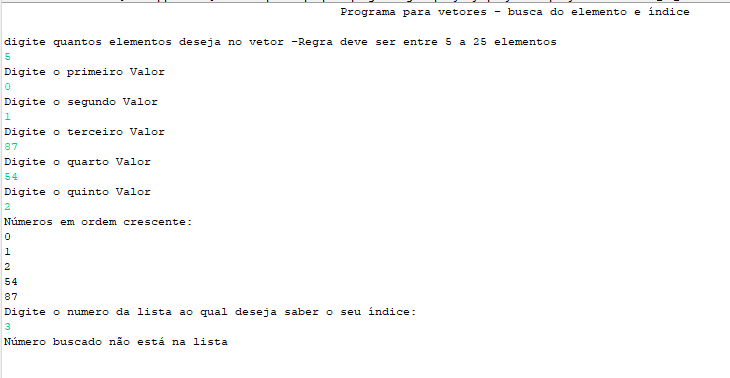 Programa para vetores - busca do elemento e índice
digite quantos elementos deseja no vetor -Regra deve ser entre 5 a 25 elementos
5
Digite o primeiro Valor
0
Digite o segundo Valor
1
Digite o terceiro Valor
87
Digite o quarto Valor
54
Digite o quinto Valor
2
Números em ordem crescente:
0
1
2
54
87
Digite o numero da lista ao qual deseja saber o seu índice:
3
Número buscado não está na lista